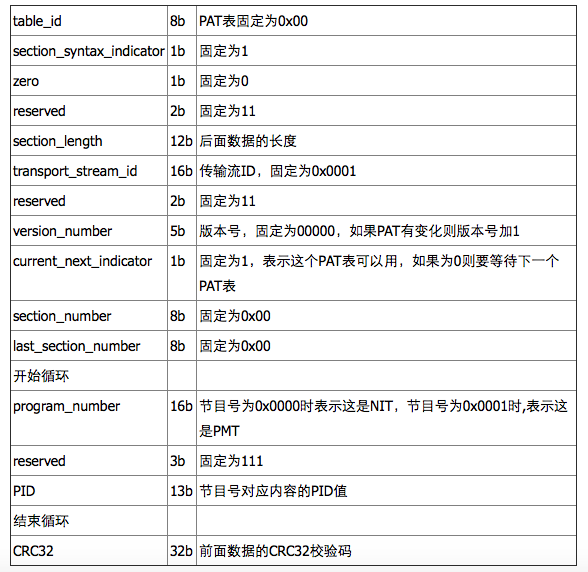 table_id 8b PAT表固定为0x00
section_syntax_indicator 1b 固定为1
zero 1b 固定为0
reserved 2b 固定为11
section_length 12b 后面数据的长度
transport_stream_id 16b 传输流ID，固定为0x0001
reserved 2b 固定为11
version_number 5b 版本号，固定为00000，如果PAT有变化则版本号加1
current_next_indicator 1b 固定为1，表示这个PAT表可以用，如果为0则要等待下一个
PAT表
section_number 8b 固定为0x00
last_section_number 8b 固定为0x00
开始循环
program_number 16b 节目号为0x0000时表示这是NIT，节目号为0x0001时,表示这
是PMT
reserved 3b 固定为111
PID 13b 节目号对应内容的PID值
结束循环
CRC32 32b 前面数据的CRC32校验码